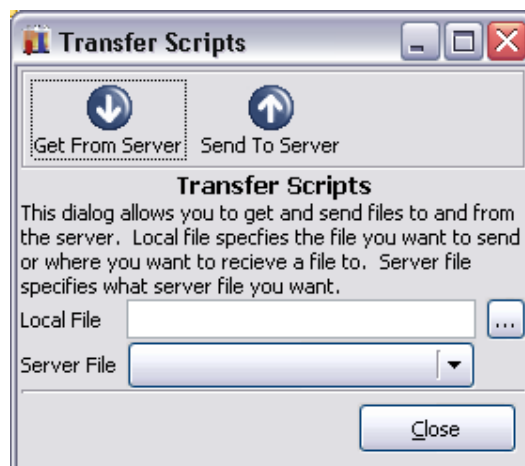 Transfer Scripts
Get From Server Send To Server
Transfer Scripts
This dialog allows you to get and send files to and from
the server. Local file specfies the file you want to send
or where you want to recieve a file to. Server file
specifies what server file you want.
Local File ...
Server File
Close